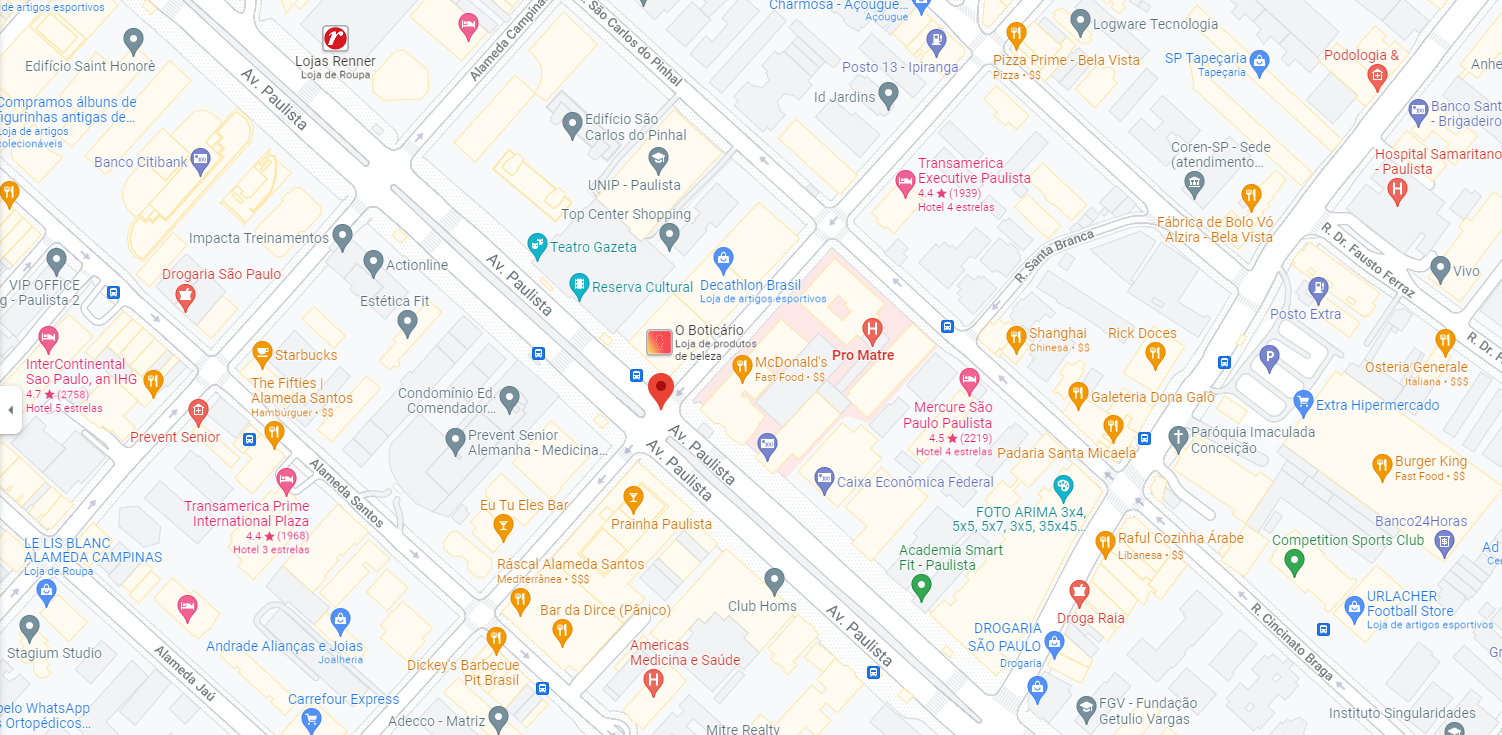 de artigos esportivos
Edifício Saint Honorè
Lojas Renner
Loja de Roupa
Av. Paulista
Alameda Campina
São Carlos do Pinhal
Charmosa - Açougue...
Açougue
Logware Tecnologia
Posto 13 - Ipiranga
Pizza Prime - Bela Vista
Pizza • $$
SP Tapeçaria
Tapeçaria
Podologia &
Anhe
Compramos álbuns de
figurinhas antigas de...
Loja de artigos
colecionáveis
Banco Citibank
Edifício São
Carlos do Pinhal
Id Jardins
Banco Sant
- Brigadeiro
UNIP - Paulista
Transamerica
Executive Paulista
4.4 ★ (1939)
Hotel 4 estrelas
Coren-SP - Sede
(atendimento...
Hospital Samaritano
- Paulista
Top Center Shopping
Fábrica de Bolo Vó
Alzira - Bela Vista
Impacta Treinamentos
Teatro Gazeta
R. Santa Branca
R. Dr. Fausto Ferraz
Actionline
Av. Paulista
Drogaria São Paulo
VIP OFFICE
g - Paulista 2
Reserva Cultural
Decathlon Brasil
Loja de artigos esportivos
Vivo
Estética Fit
Posto Extra
O Boticário
Loja de produtos
de beleza
Pro Matre
Shanghai
Chinesa • $$
Rick Doces
R. Dr. Fa
Starbucks
InterContinental
Sao Paulo, an IHG
4.7 ★ (2758)
Hotel 5 estrelas
McDonald's
Fast Food • $$
Osteria Generale
Italiana • $$$
The Fifties |
Alameda Santos
Hambúrguer • $$
Condomínio Ed.
Comendador...
Mercure São
Paulo Paulista
4.5 ★ (2219)
Hotel 4 estrelas
Galeteria Dona Galô
Extra Hipermercado
Prevent Senior
Prevent Senior
Alemanha - Medicina...
Av. Paulista
Av. Paulista
Padaria Santa Micaela
Paróquia Imaculada
Conceição
Burger King
Fast Food • $$
Alameda Santos
Caixa Econômica Federal
Transamerica Prime
International Plaza
4.4 ★ (1968)
Hotel 3 estrelas
Eu Tu Eles Bar
Prainha Paulista
FOTO ARIMA 3x4,
5x5, 5x7, 3x5, 35x45...
Banco24Horas
LE LIS BLANC
ALAMEDA CAMPINAS
Loja de Roupa
Raful Cozinha Árabe
Libanesa • $$
Competition Sports Club
Ad
Cen
Academia Smart
Fit - Paulista
Ráscal Alameda Santos
Mediterrânea • $$$
Club Homs
Bar da Dirce (Pânico)
Droga Raia
URLACHER
Football Store
Loja de artigos esportivos
Av. Paulista
R. Cincinato Braga
Stagium Studio
Andrade Alianças e Joias
Joalheria
DROGARIA
SÃO PAULO
Drogaria
Americas
Medicina e Saúde
Dickey's Barbecue
Pit Brasil
Alameda Jaú
Carrefour Express
pelo WhatsApp
s Ortopédicos...
Adecco - Matriz
Mitre Realty
FGV - Fundação
Getulio Vargas
Instituto Singularidades